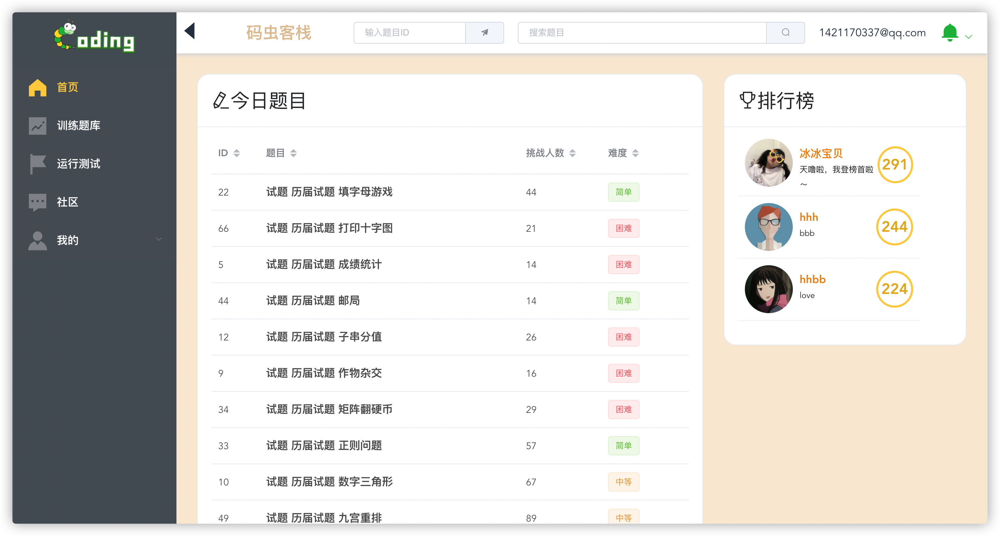 Coding
码虫客栈
输入题目ID
搜索题目
1421170337@qq.com
首页
训练题库
运行测试
社区
我的
今日题目
ID 题目 挑战人数 难度
22 试题 历届试题 填字母游戏 44 简单
66 试题 历届试题 打印十字图 21 困难
5 试题 历届试题 成绩统计 14 困难
44 试题 历届试题 邮局 14 简单
12 试题 历届试题 子串分值 26 困难
9 试题 历届试题 作物杂交 16 困难
34 试题 历届试题 矩阵翻硬币 29 困难
33 试题 历届试题 正则问题 57 简单
10 试题 历届试题 数字三角形 67 中等
49 试题 历届试题 九宫重排 89 中等
排行榜
冰冰宝贝
天噜啦，我登榜首啦
～
291
hhh
bbb
244
hhbb
love
224